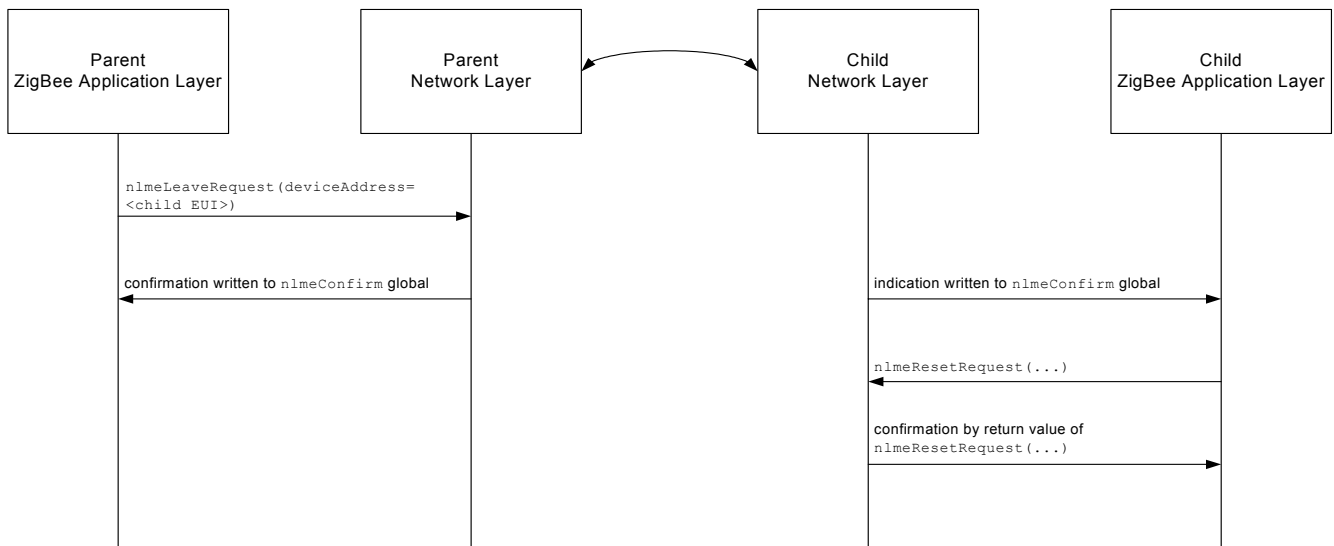 Parent
ZigBee Application Layer
Parent
Network Layer
Child
Network Layer
Child
ZigBee Application Layer
nlmeLeaveRequest(deviceAddress=
<child EUI>)
confirmation written to nlmeConfirm global
indication written to nlmeConfirm global
nlmeResetRequest(...)
confirmation by return value of
nlmeResetRequest(...)